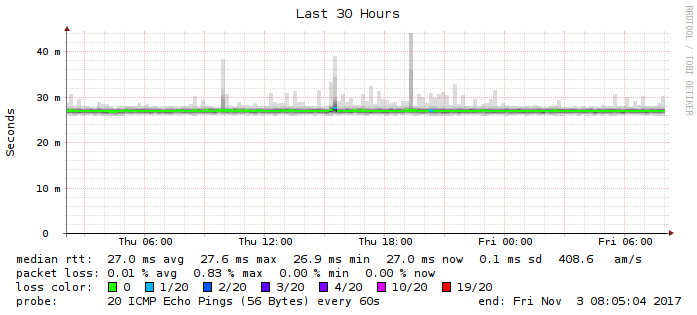 Last 30 Hours
RRDTOOL / TOBI OETIKER
Seconds
40 m
30 m
20 m
10 m
0
Thu 06:00 Thu 12:00 Thu 18:00 Fri 00:00 Fri 06:00
median rtt: 27.0 ms avg 27.6 ms max 26.9 ms min 27.0 ms now 0.1 ms sd 408.6 am/s
packet loss: 0.01 % avg 0.83 % max 0.00 % min 0.00 % now
loss color: 0 1/20 2/20 3/20 4/20 10/20 19/20
probe: 20 ICMP Echo Pings (56 Bytes) every 60s end: Fri Nov 3 08:05:04 2017